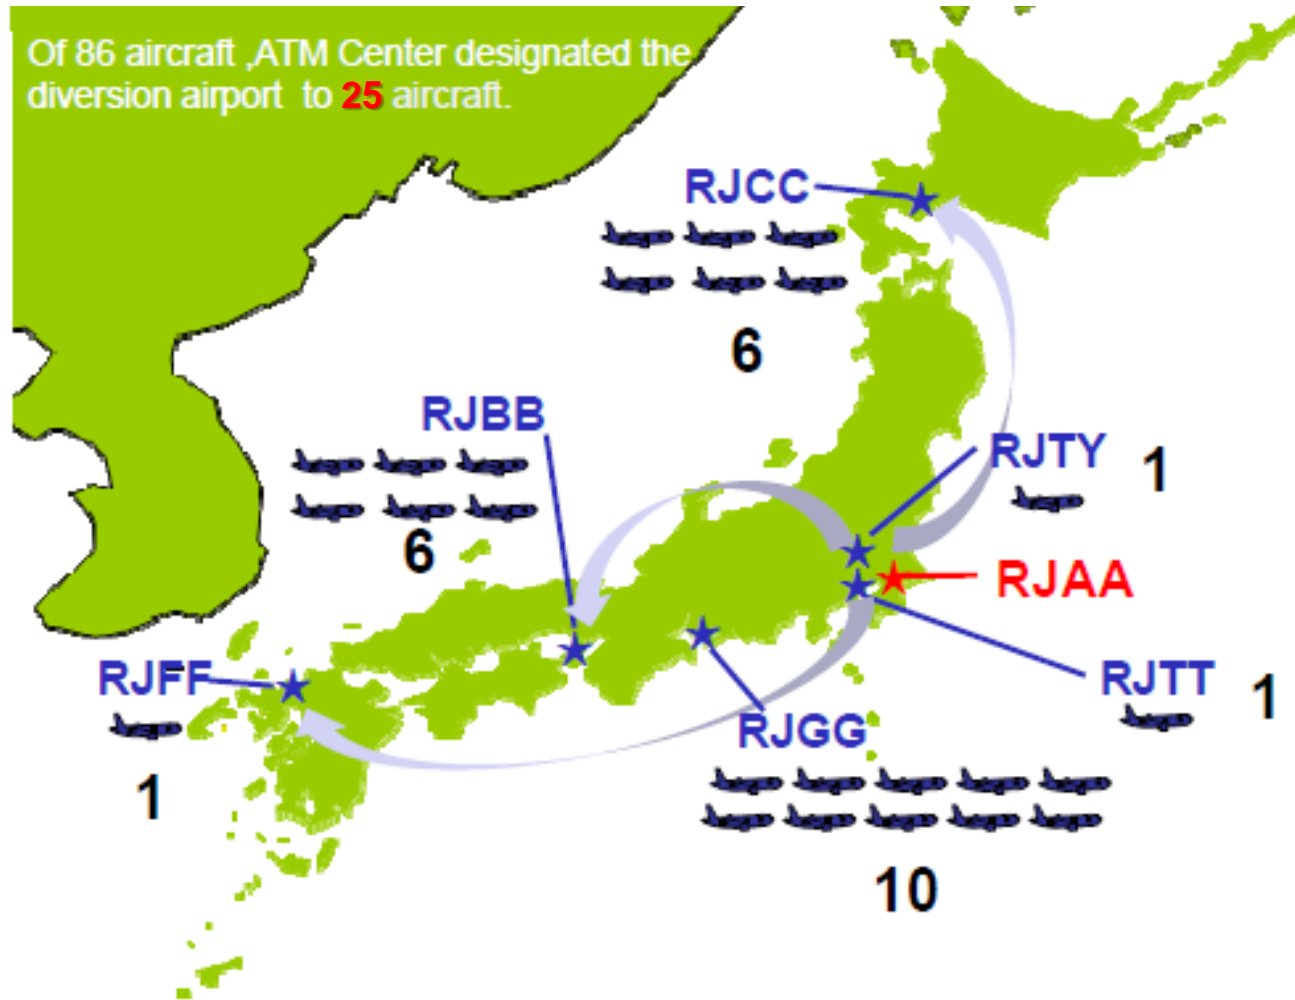 Of 86 aircraft ,ATM Center designated the
diversion airport to 25 aircraft.
RJCC
6
RJBB
6
RJTY
1
RJAA
RJTT
1
RJFF
1
RJGG
10